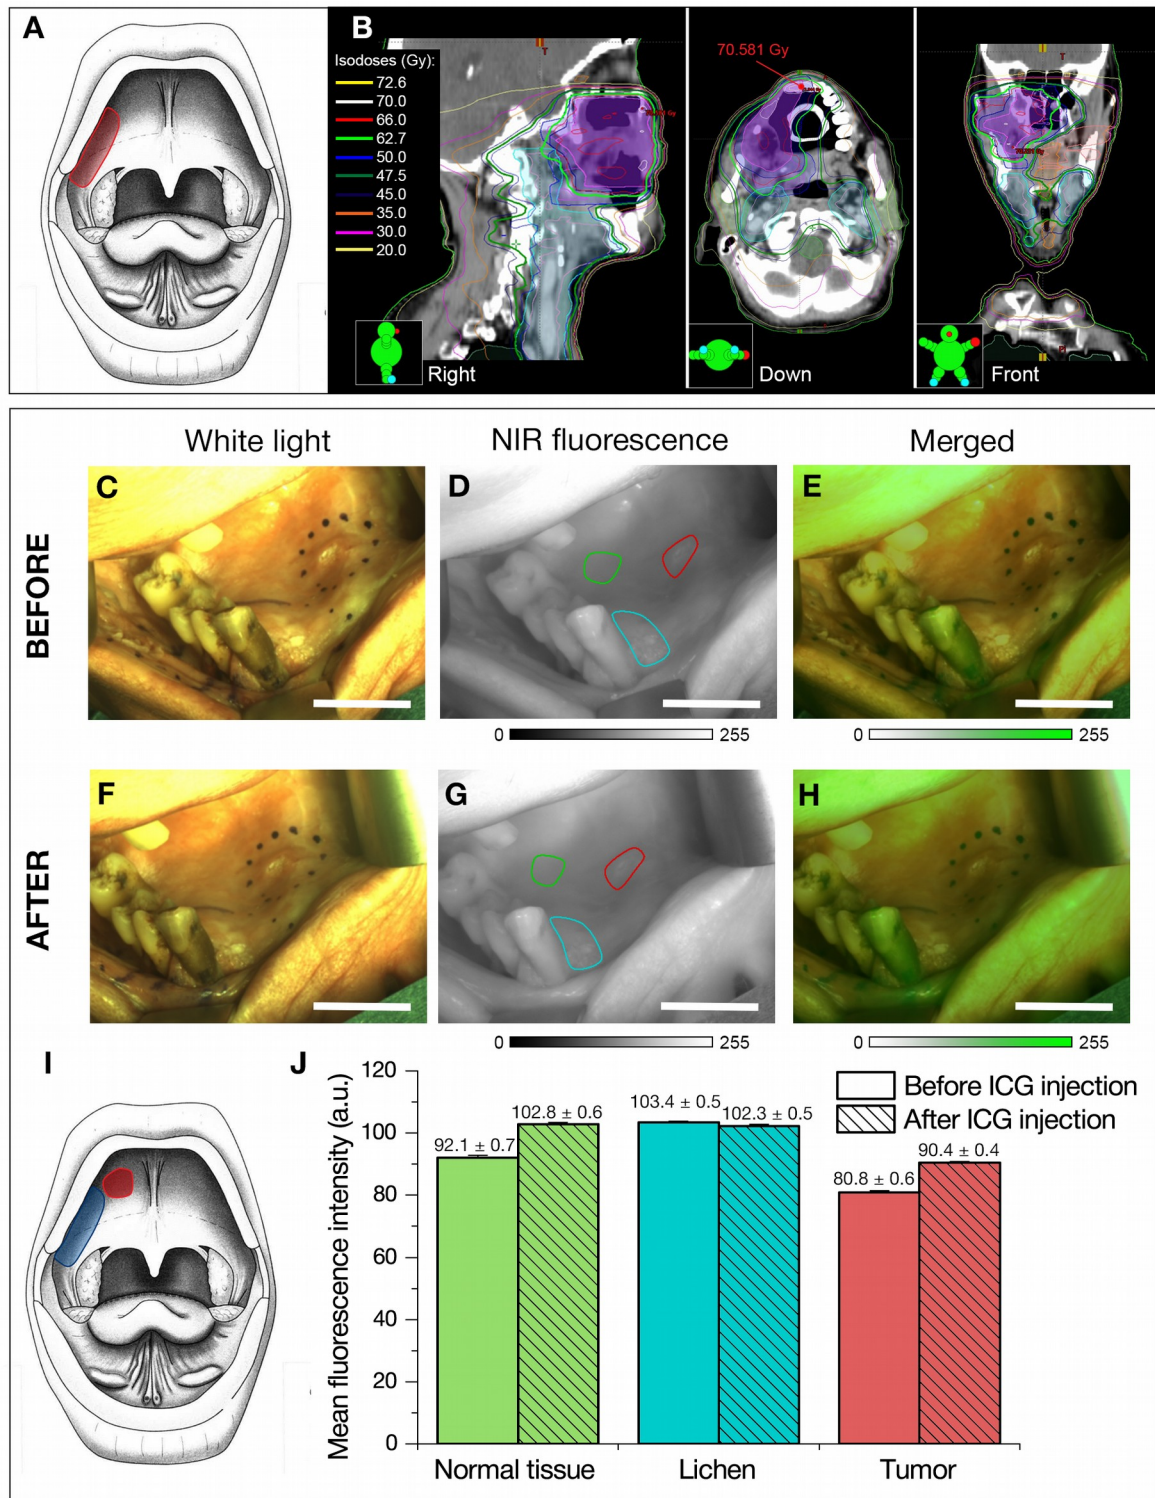 A
B
Isodoses (Gy):
72.6
70.0
66.0
62.7
50.0
47.5
45.0
35.0
30.0
20.0
T
Right
70.581 Gy
Down
T
Front
White light
NIR fluorescence
Merged
BEFORE
C
D
E
0 255
0 255
AFTER
F
G
H
0 255
0 255
I
J
Mean fluorescence intensity (a.u.)
120
100
80
60
40
20
0
Before ICG injection
After ICG injection
92.1 ± 0.7
102.8 ± 0.6
103.4 ± 0.5
102.3 ± 0.5
80.8 ± 0.6
90.4 ± 0.4
Normal tissue
Lichen
Tumor